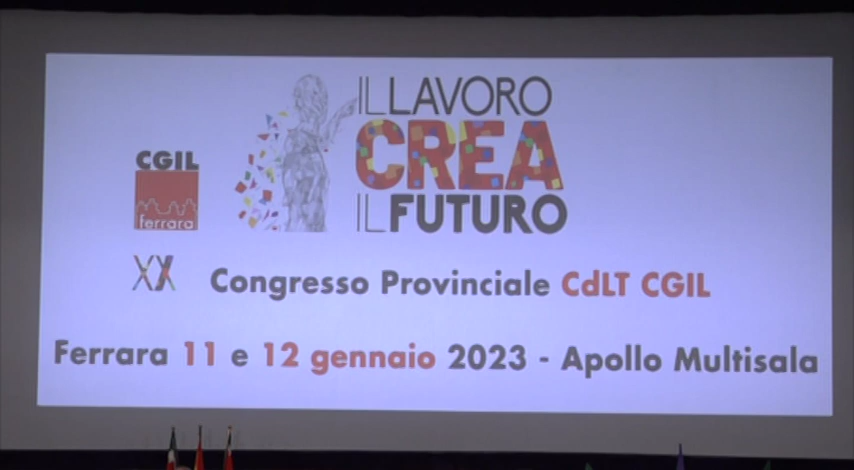 IL LAVORO
CREA
IL FUTURO
CGIL
ferrara
XX Congresso Provinciale CdLT CGIL
Ferrara 11 e 12 gennaio 2023 - Apollo Multisala